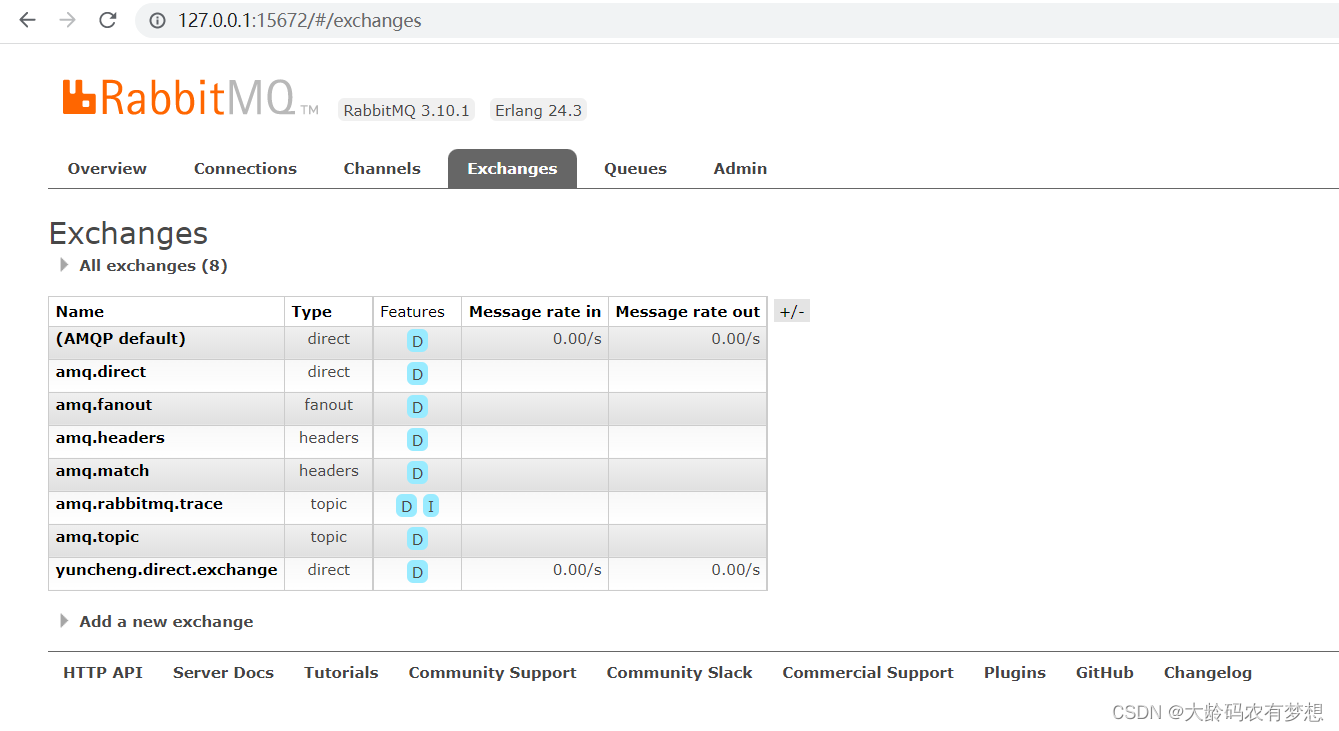 127.0.0.1:15672/#/exchanges
RabbitMQ TM RabbitMQ 3.10.1 Erlang 24.3
Overview Connections Channels Exchanges Queues Admin
Exchanges
All exchanges (8)
Name Type Features Message rate in Message rate out +/-
(AMQP default) direct D 0.00/s 0.00/s
amq.direct direct D
amq.fanout fanout D
amq.headers headers D
amq.match headers D
amq.rabbitmq.trace topic D I
amq.topic topic D
yuncheng.direct.exchange direct D 0.00/s 0.00/s
Add a new exchange
HTTP API Server Docs Tutorials Community Support Community Slack Commercial Support Plugins GitHub Changelog
CSDN @大龄码农有梦想